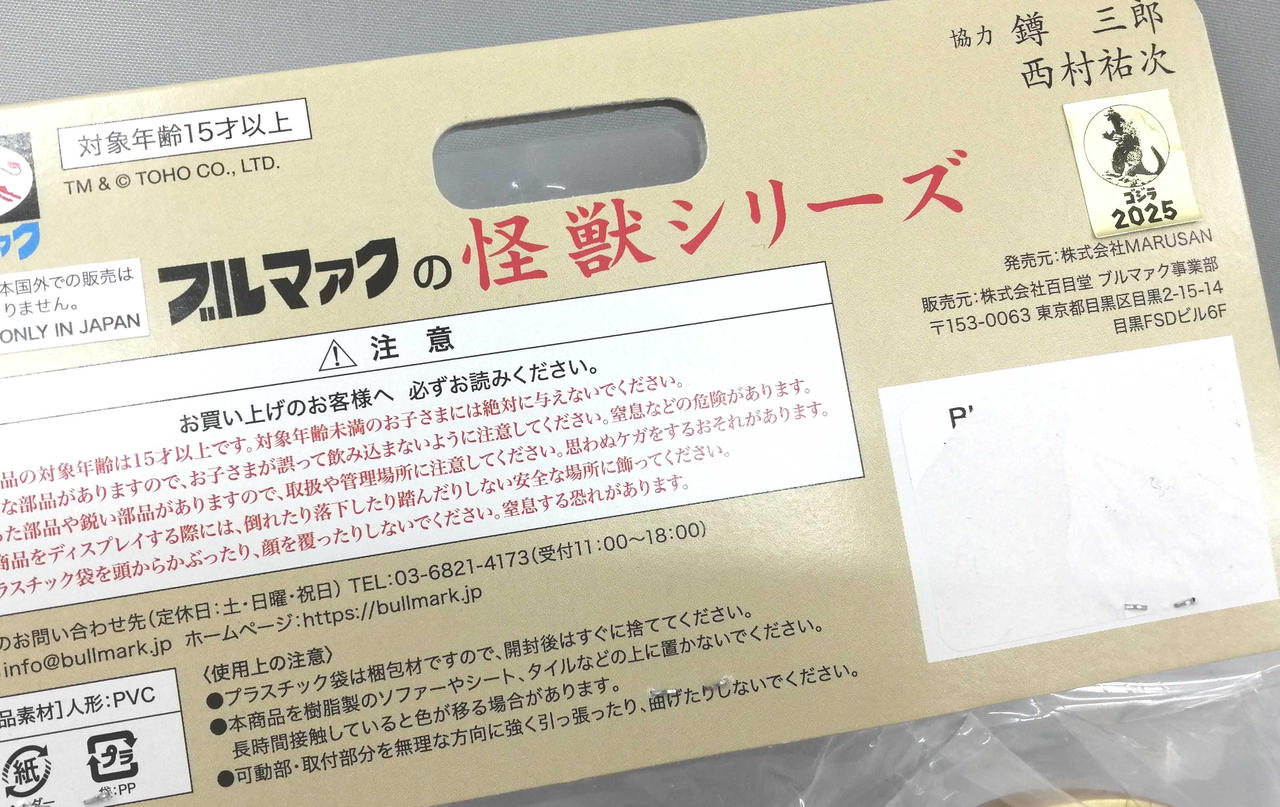 協力 鐏 三郎
西村祐次
対象年齢15才以上
TM & © TOHO CO., LTD.
ゴジラ
2025
ブルマァクの怪獣シリーズ
発売元:株式会社MARUSAN
販売元:株式会社百目堂 ブルマァク事業部
〒153-0063 東京都目黒区目黒2-15-14
目黒FSDビル6F
ァク
本国外での販売は
りません。
ONLY IN JAPAN
注 意
お買い上げのお客様へ 必ずお読みください。
品の対象年齢は15才以上です。対象年齢未満のお子さまには絶対に与えないでください。
な部品がありますので、お子さまが誤って飲み込まないように注意してください。窒息などの危険があります。
った部品や鋭い部品がありますので、取扱や管理場所に注意してください。思わぬケガをするおそれがあります。
商品をディスプレイする際には、倒れたり落下したり踏んだりしない安全な場所に飾ってください。
ラスチック袋を頭からかぶったり、顔を覆ったりしないでください。窒息する恐れがあります。
P'
のお問い合わせ先(定休日:土・日曜・祝日) TEL:03-6821-4173(受付11:00〜18:00)
info@bullmark.jp ホームページ:https://bullmark.jp
〈使用上の注意〉
●プラスチック袋は梱包材ですので、開封後はすぐに捨ててください。
●本商品を樹脂製のソファーやシート、タイルなどの上に置かないでください。
長時間接触していると色が移る場合があります。
●可動部・取付部分を無理な方向に強く引っ張ったり、曲げたりしないでください。
品素材]人形:PVC
紙
プラ
ダー
袋:PP